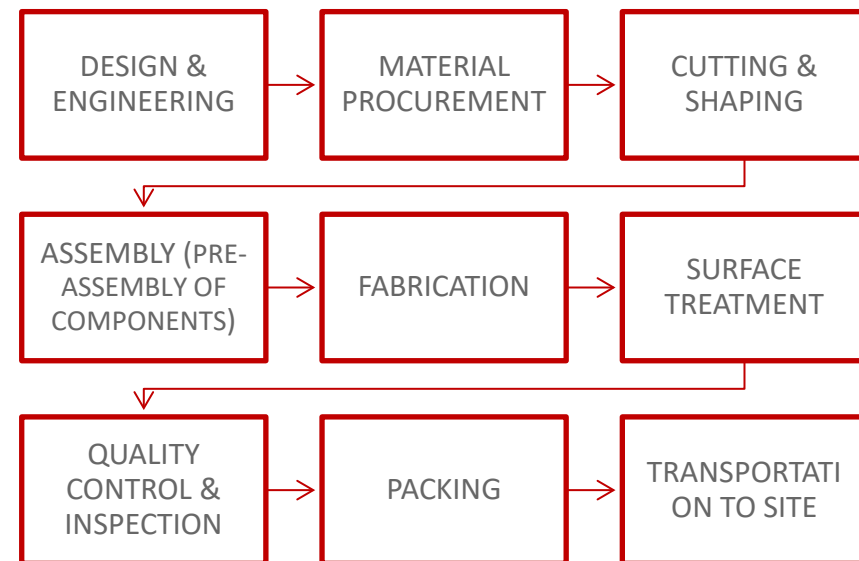 DESIGN &
ENGINEERING
MATERIAL
PROCUREMENT
CUTTING &
SHAPING
ASSEMBLY (PRE-
ASSEMBLY OF
COMPONENTS)
FABRICATION
SURFACE
TREATMENT
QUALITY
CONTROL &
INSPECTION
PACKING
TRANSPORTATI
ON TO SITE